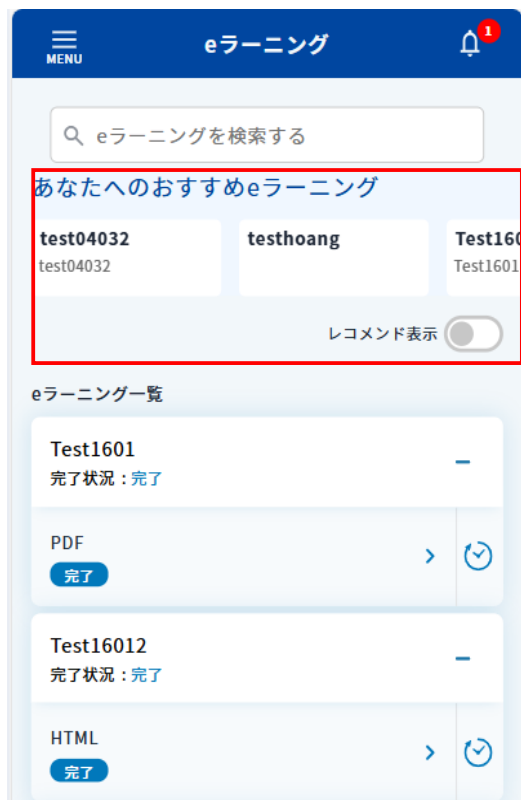 MENU
eラーニング
1
eラーニングを検索する
あなたへのおすすめeラーニング
test04032
test04032
testhoang
Test160
Test1601
レコメンド表示
eラーニング一覧
Test1601
完了状況：完了
PDF
完了
Test16012
完了状況：完了
HTML
完了